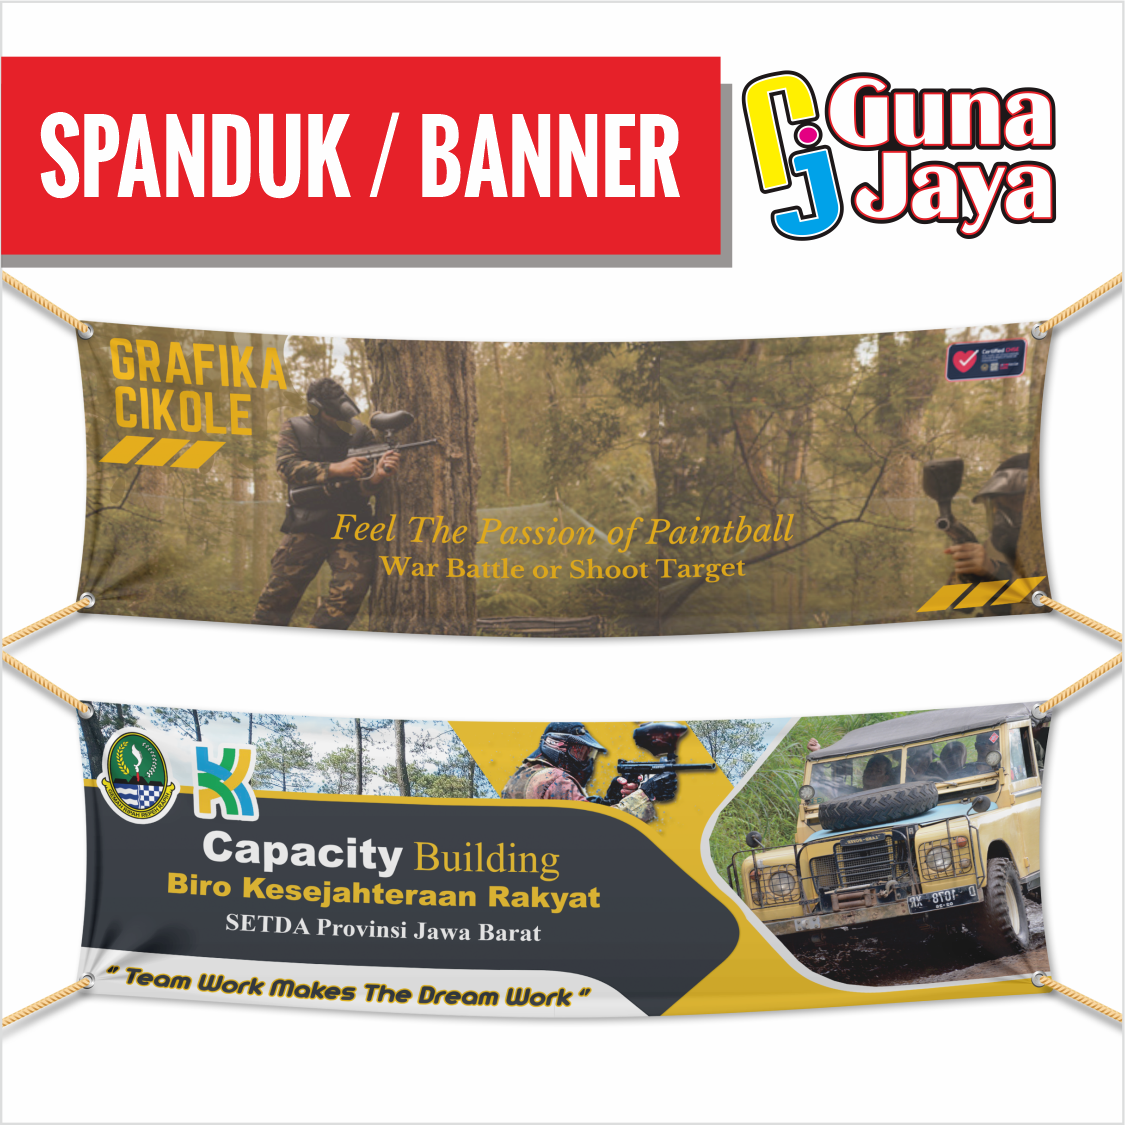 SPANDUK / BANNER
Guna
Jaya
GRAFIKA
CIKOLE
Certified
Feel The Passion of Paintball
War Battle or Shoot Target
Capacity Building
Biro Kesejahteraan Rakyat
SETDA Provinsi Jawa Barat
" Team Work Makes The Dream Work "